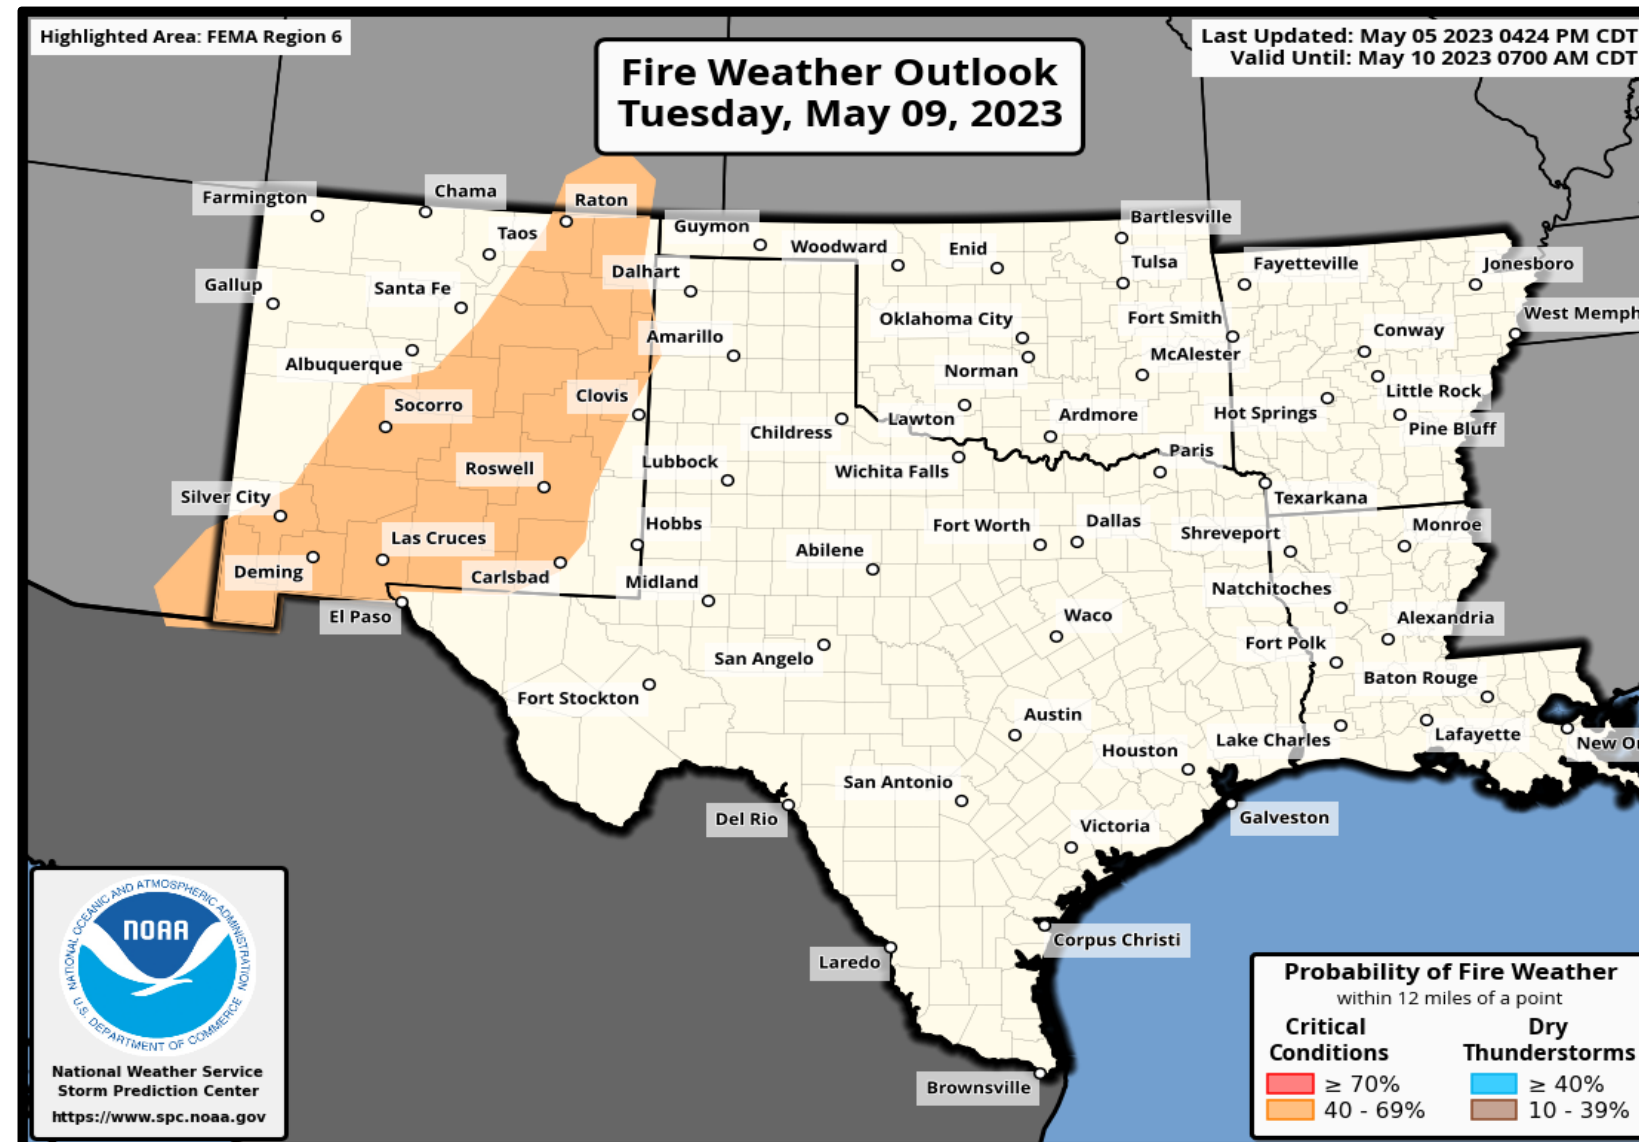 Highlighted Area: FEMA Region 6
Fire Weather Outlook
Tuesday, May 09, 2023
Last Updated: May 05 2023 0424 PM CDT
Valid Until: May 10 2023 0700 AM CDT
Farmington
Chama
Raton
Taos
Guymon
Woodward
Enid
Bartlesville
Tulsa
Fayetteville
Jonesboro
Gallup
Santa Fe
Dalhart
Albuquerque
Amarillo
Oklahoma City
Fort Smith
West Memph
Conway
Norman
McAlester
Socorro
Clovis
Childress
Lawton
Ardmore
Hot Springs
Little Rock
Pine Bluff
Roswell
Lubbock
Wichita Falls
Paris
Silver City
Texarkana
Hobbs
Las Cruces
Fort Worth
Dallas
Shreveport
Monroe
Deming
Carlsbad
Midland
Abilene
Natchitoches
El Paso
Waco
Alexandria
San Angelo
Fort Polk
Fort Stockton
Baton Rouge
Austin
Houston
Lake Charles
Lafayette
New Or
San Antonio
Del Rio
Victoria
Galveston
Corpus Christi
Laredo
Brownsville
NATIONAL OCEANIC AND ATMOSPHERIC ADMINISTRATION
NOAA
U.S. DEPARTMENT OF COMMERCE
National Weather Service
Storm Prediction Center
https://www.spc.noaa.gov
Probability of Fire Weather
within 12 miles of a point
Critical
Conditions
≥ 70%
40 - 69%
Dry
Thunderstorms
≥ 40%
10 - 39%